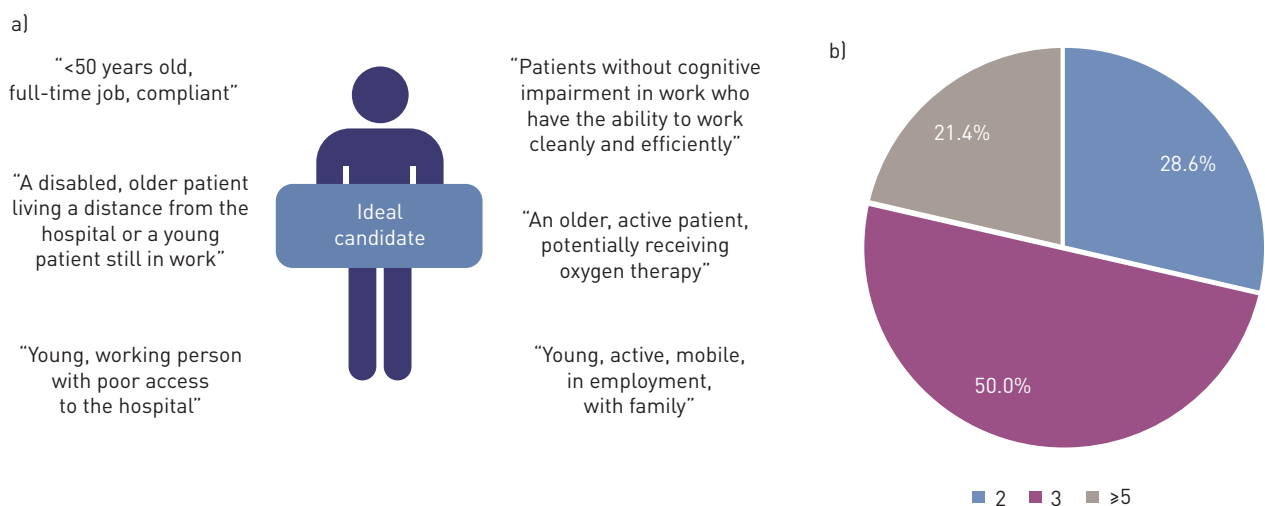 a)
“<50 years old,
full-time job, compliant”
“A disabled, older patient
living a distance from the
hospital or a young
patient still in work”
“Young, working person
with poor access
to the hospital”
Ideal
candidate
“Patients without cognitive
impairment in work who
have the ability to work
cleanly and efficiently”
“An older, active patient,
potentially receiving
oxygen therapy”
“Young, active, mobile,
in employment,
with family”
b)
21.4%
28.6%
50.0%
2 3 ⩾5